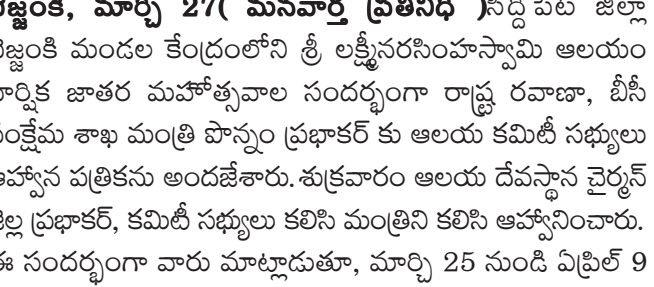 బెజ్జంకి, మార్చి 27( మనవార్త ప్రతినిధి )సిద్దిపేట జిల్లా
బెజ్జంకి మండల కేంద్రంలోని శ్రీ లక్ష్మీనరసింహస్వామి ఆలయం
వార్షిక జాతర మహోత్సవాల సందర్భంగా రాష్ట్ర రవాణా, బీసీ
సంక్షేమ శాఖ మంత్రి పొన్నం ప్రభాకర్ కు ఆలయ కమిటీ సభ్యులు
ఆహ్వాన పత్రికను అందజేశారు.శుక్రవారం ఆలయ దేవస్థాన చైర్మన్
ప్రభాకర్, కమిటీ సభ్యులు కలిసి మంత్రిని కలిసి ఆహ్వానించారు.
ఈ సందర్భంగా వారు మాట్లాడుతూ, మార్చి 25 నుండి ఏప్రిల్ 9